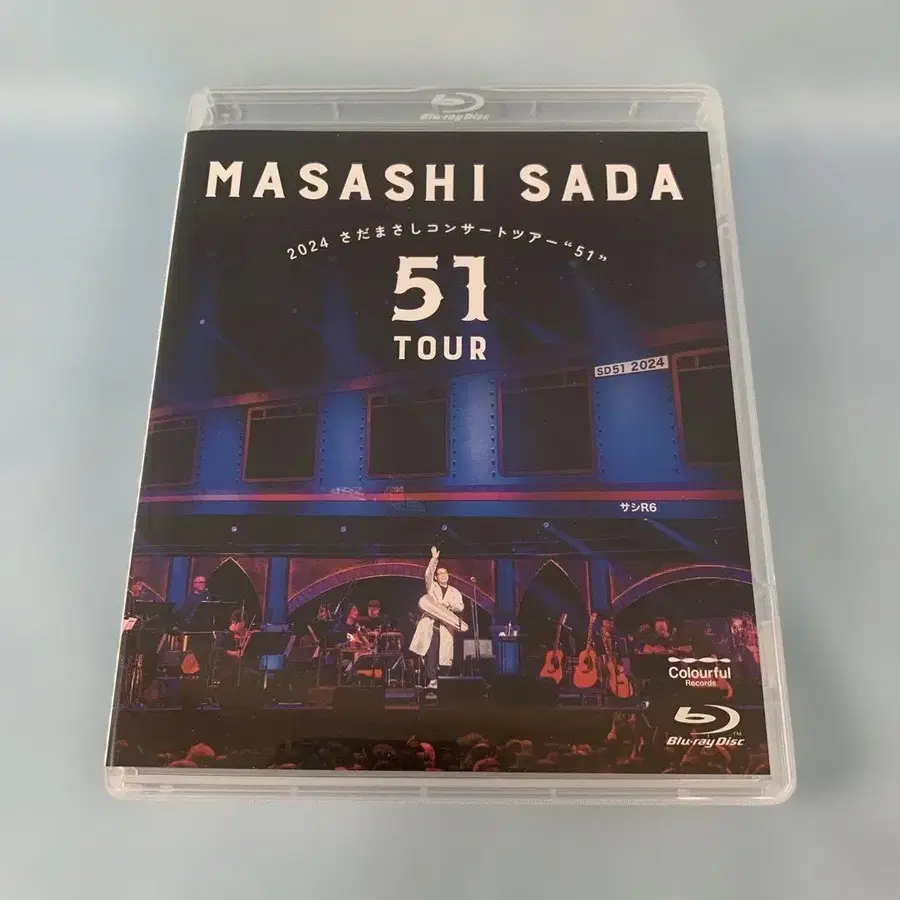 Blu-ray Disc
MASASHI SADA
2024 さだまさしコンサートツアー“51”
51
TOUR
SD51 2024
サシR6
Colourful
Records
Blu-ray Disc™